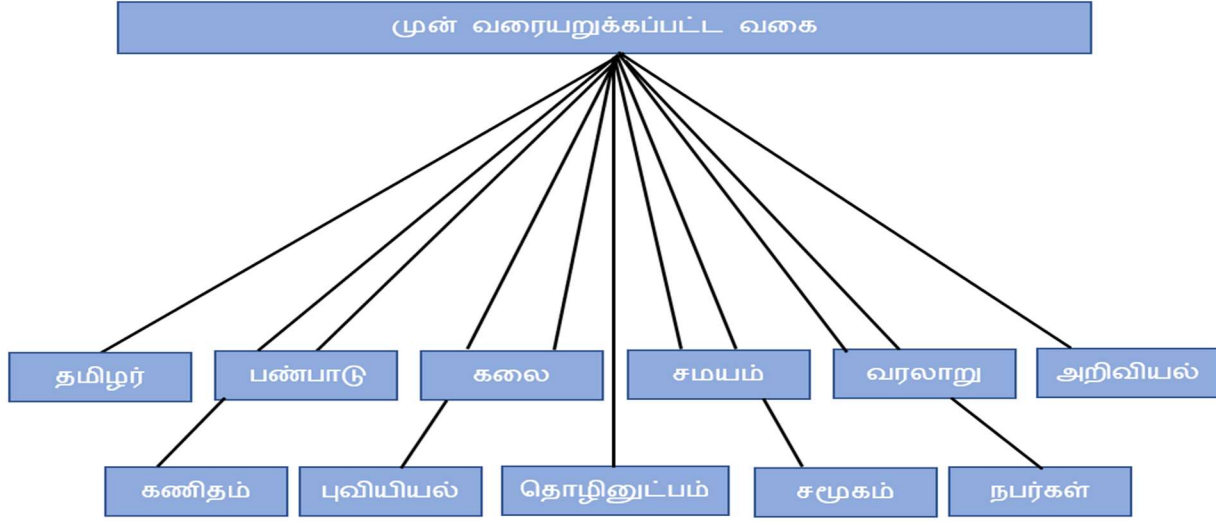 முன் வரையறுக்கப்பட்ட வகை
தமிழர்
பண்பாடு
கலை
சமயம்
வரலாறு
அறிவியல்
கணிதம்
புவியியல்
தொழினுட்பம்
சமூகம்
நபர்கள்